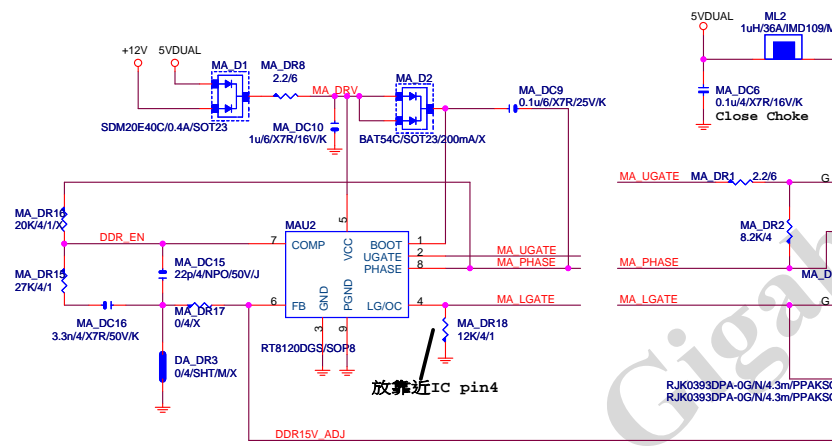 5VDUAL
ML2
1uH/36A/IMD109/M
+12V
5VDUAL
MA_D1
MA_DR8
2.2/6
MA_DRV
MA_D2
MA_DC9
0.1u/6/X7R/25V/K
MA_DC6
0.1u/4/X7R/16V/K
Close Choke
SDM20E40C/0.4A/SOT23
MA_DC10
1u/6/X7R/16V/K
BAT54C/SOT23/200mA/X
MA_UGATE
MA_DR1
2.2/6
G
MA_DR16
20K/4/1/X
DDR_EN
MAU2
5
7
COMP
VCC
BOOT
1
UGATE
2
MA_UGATE
PHASE
8
MA_PHASE
MA_DR2
8.2K/4
MA_PHASE
MA_D
MA_DR15
27K/4/1
MA_DC15
22p/4/NPO/50V/J
MA_DC16
3.3n/4/X7R/50V/K
MA_DR17
0/4/X
6
FB
GND
PGND
LG/OC
4
MA_LGATE
MA_LGATE
G
3
9
RT8120DGS/SOP8
MA_DR18
12K/4/1
DA_DR3
0/4/SHT/M/X
放靠近IC pin4
RJK0393DPA-0G/N/4.3m/PPAKSO
RJK0393DPA-0G/N/4.3m/PPAKSO
DDR15V_ADJ
Gigab